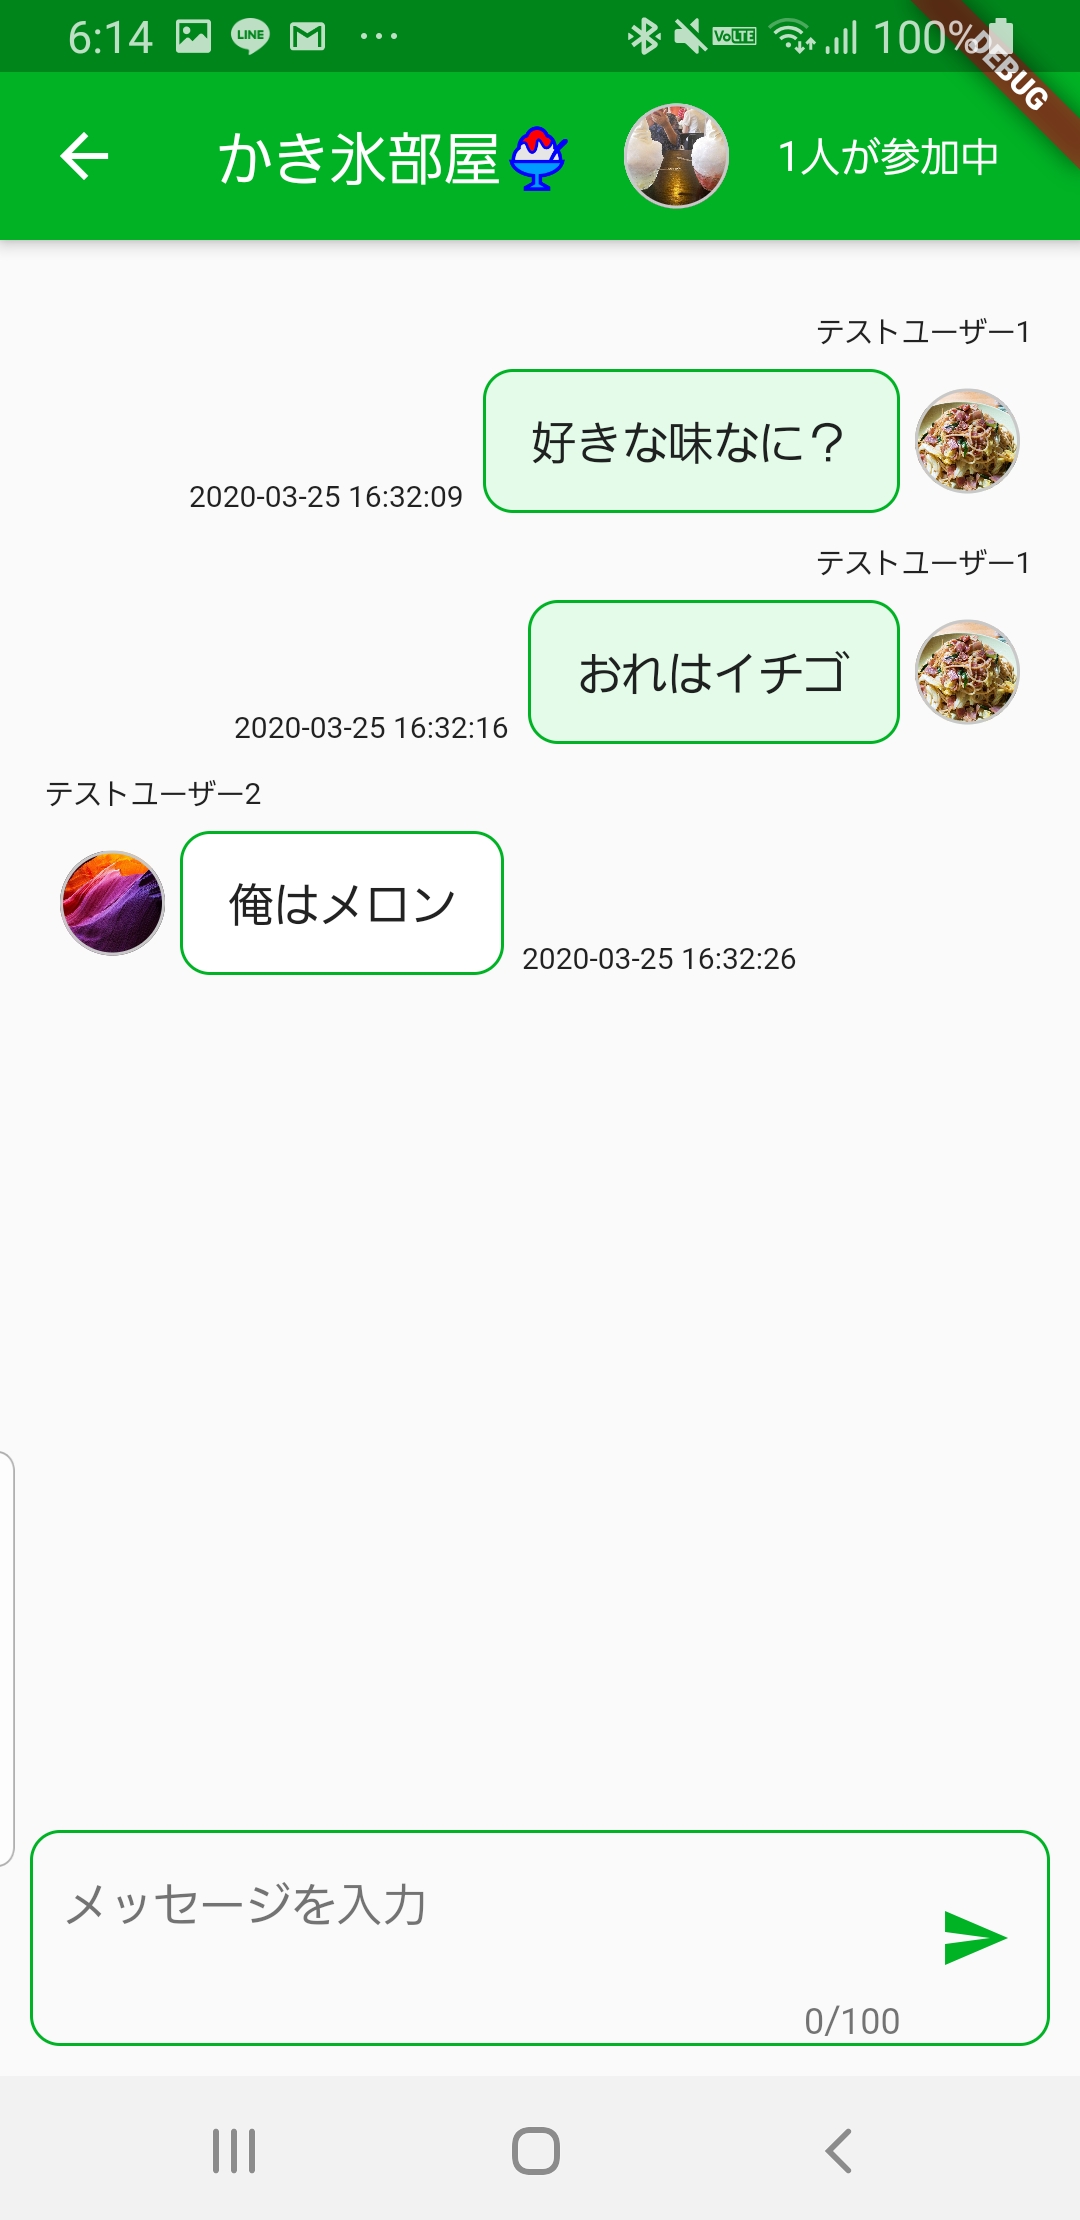 6:14 LINE VoLTE 100%
DEBUG
かき氷部屋🍧 1人が参加中
テストユーザー1
好きな味なに？
2020-03-25 16:32:09
テストユーザー1
おれはイチゴ
2020-03-25 16:32:16
テストユーザー2
俺はメロン
2020-03-25 16:32:26
メッセージを入力
0/100